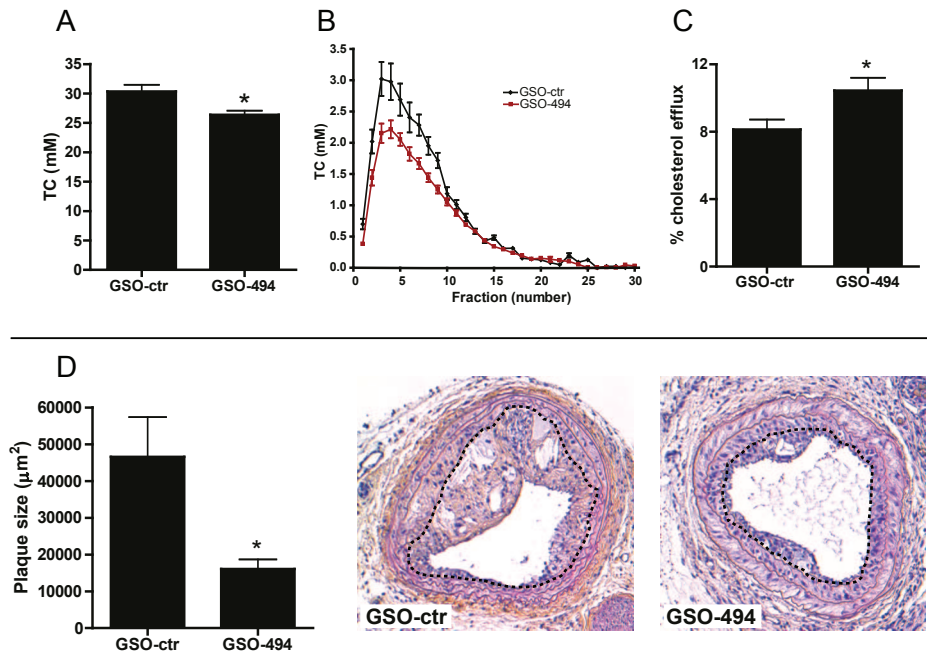 A
TC (mM)
35
30
25
20
15
10
5
0
*
GSO-ctr
GSO-494
B
TC (mM)
3.5
3.0
2.5
2.0
1.5
1.0
0.5
0.0
0
5
10
15
20
25
30
Fraction (number)
GSO-ctr
GSO-494
C
% cholesterol efflux
12
8
4
0
*
GSO-ctr
GSO-494
D
Plaque size (μm²)
60000
50000
40000
30000
20000
10000
0
*
GSO-ctr
GSO-494
GSO-ctr
GSO-494